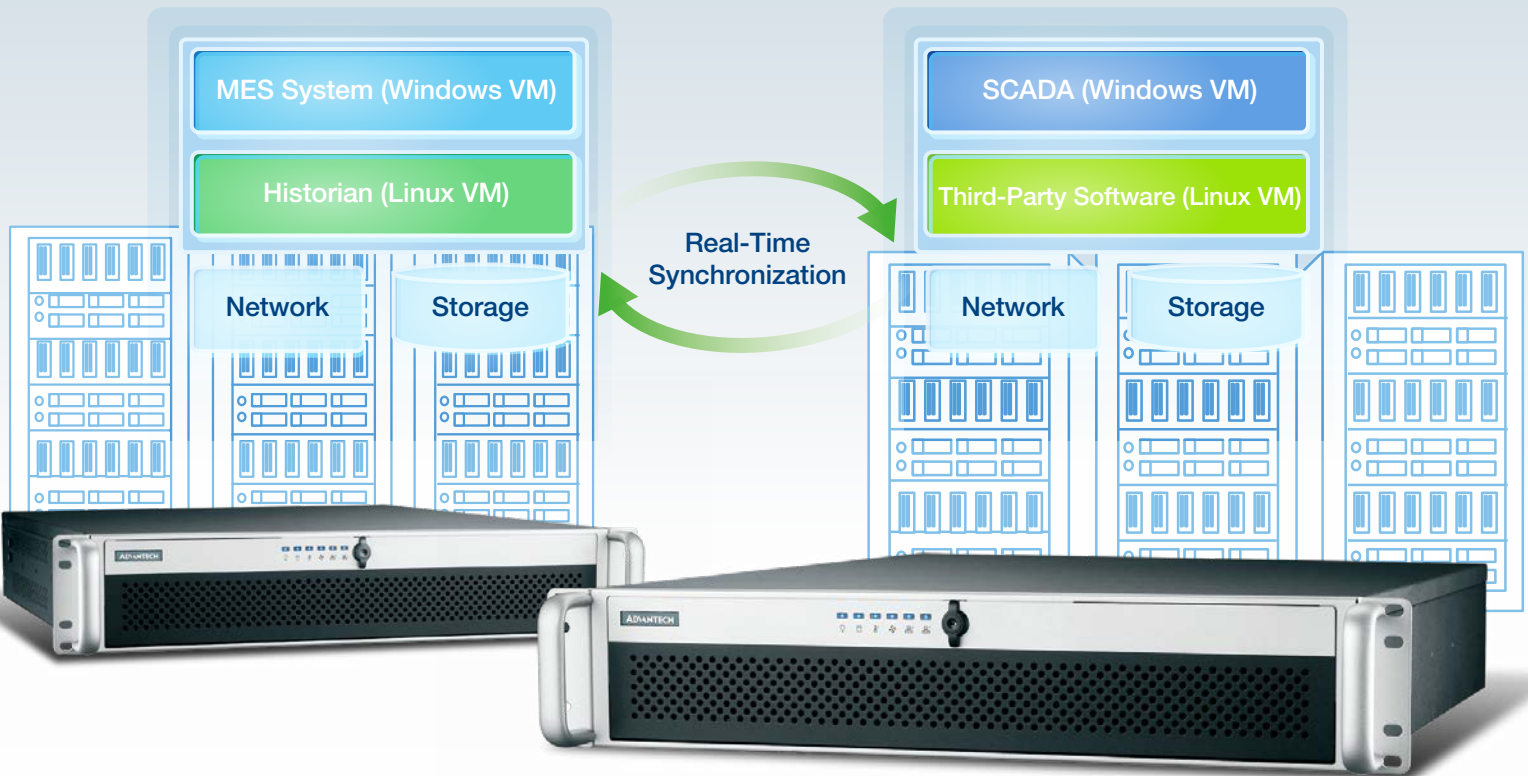 MES System (Windows VM)
Historian (Linux VM)
Network
Storage
Real-Time
Synchronization
SCADA (Windows VM)
Third-Party Software (Linux VM)
Network
Storage
ADVANTECH
ADVANTECH